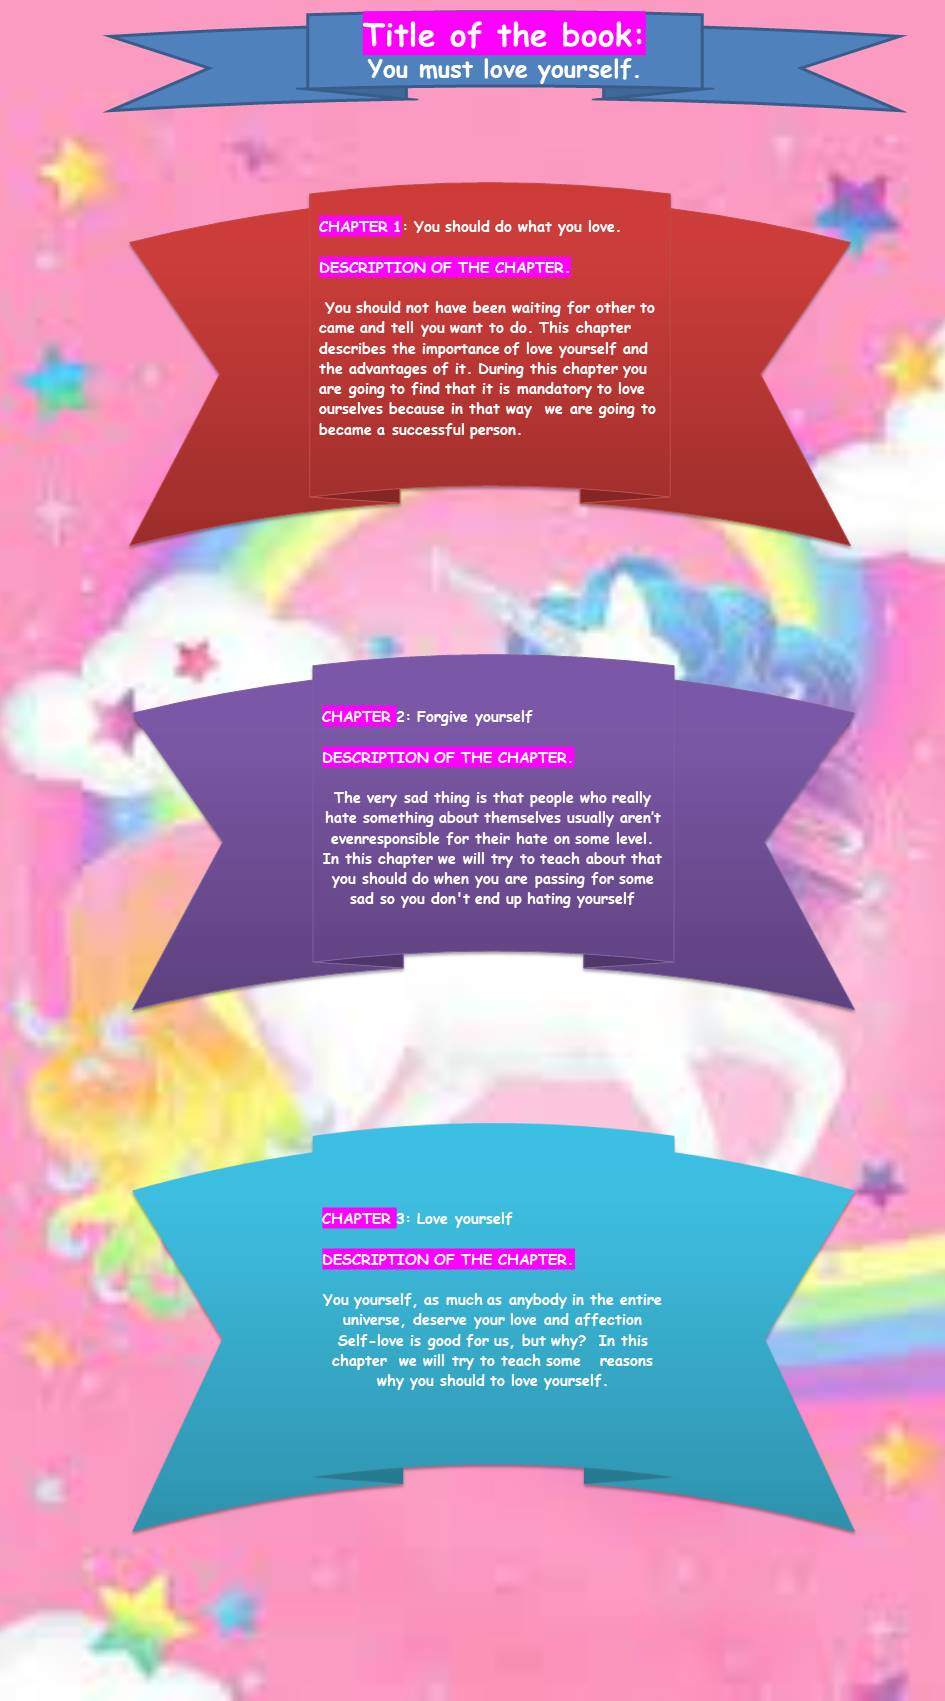 Title of the book:
You must love yourself.
CHAPTER 1: You should do what you love.
DESCRIPTION OF THE CHAPTER.
You should not have been waiting for other to
came and tell you want to do. This chapter
describes the importance of love yourself and
the advantages of it. During this chapter you
are going to find that it is mandatory to love
ourselves because in that way we are going to
became a successful person.
CHAPTER 2: Forgive yourself
DESCRIPTION OF THE CHAPTER.
The very sad thing is that people who really
hate something about themselves usually aren't
evenresponsible for their hate on some level.
In this chapter we will try to teach about that
you should do when you are passing for some
sad so you don't end up hating yourself
CHAPTER 3: Love yourself
DESCRIPTION OF THE CHAPTER.
You yourself, as much as anybody in the entire
universe, deserve your love and affection
Self-love is good for us, but why? In this
chapter we will try to teach some reasons
why you should to love yourself.